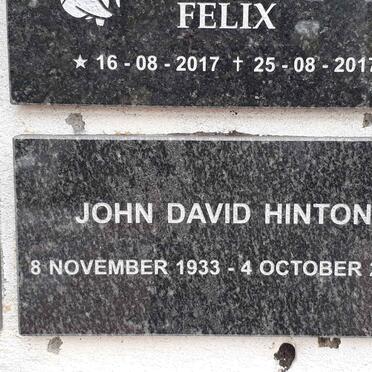 FELIX
★ 16 - 08 - 2017 ✝ 25 - 08 - 2017
JOHN DAVID HINTON
8 NOVEMBER 1933 - 4 OCTOBER